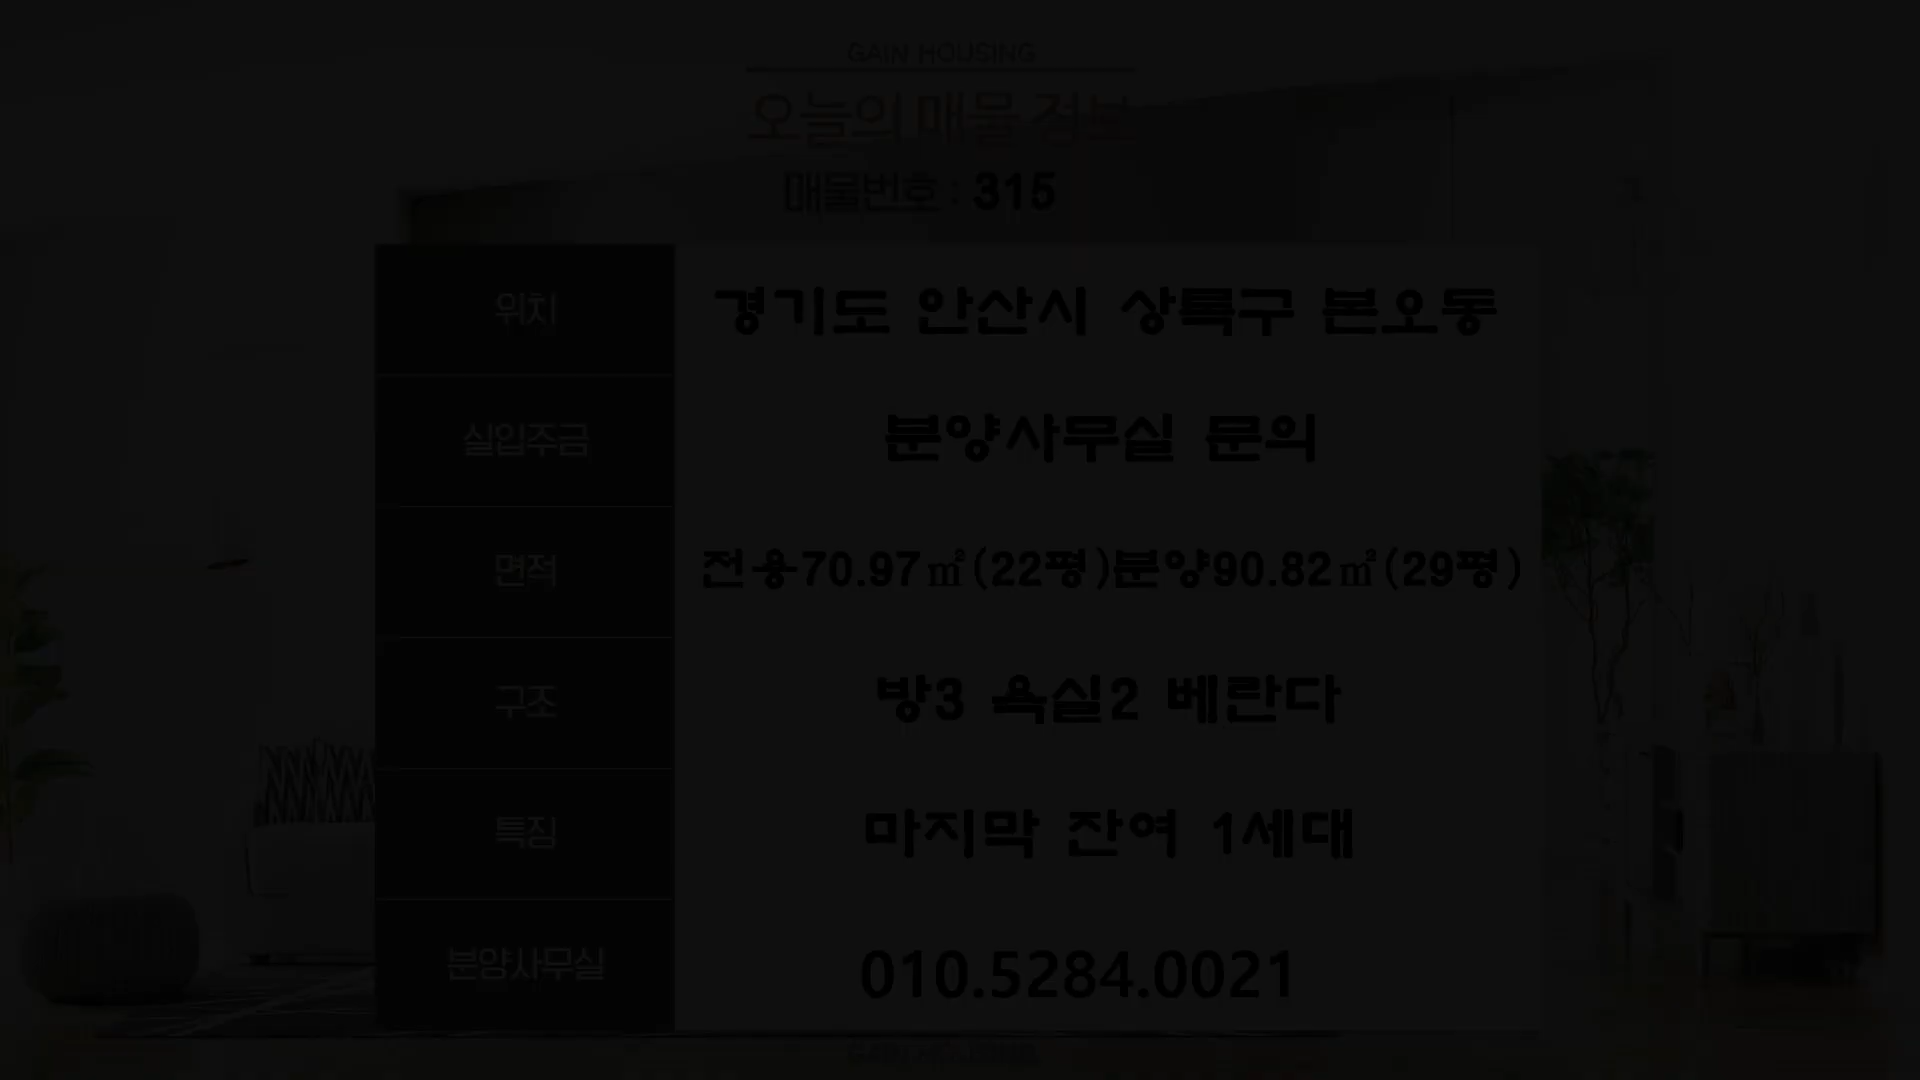 GAIN HOUSING
오늘의 매물 정보
매물번호 : 315
위치
경기도 안산시 상록구 본오동
실입주금
분양사무실 문의
면적
전용70.97㎡(22평)분양90.82㎡(29평)
구조
방3 욕실2 베란다
특징
마지막 잔여 1세대
분양사무실
010.5284.0021
GAIN HOUSING